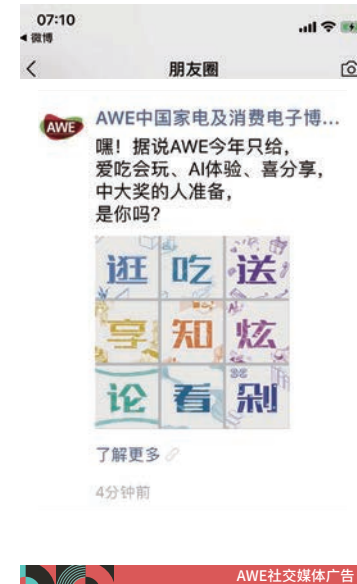 07:10
微博
朋友圈
AWE
AWE中国家电及消费电子博...
嘿！据说AWE今年只给，
爱吃会玩、AI体验、喜分享，
中大奖的人准备，
是你吗？
逛 吃 送
享 知 炫
论 看 剁
了解更多
4分钟前
AWE社交媒体广告